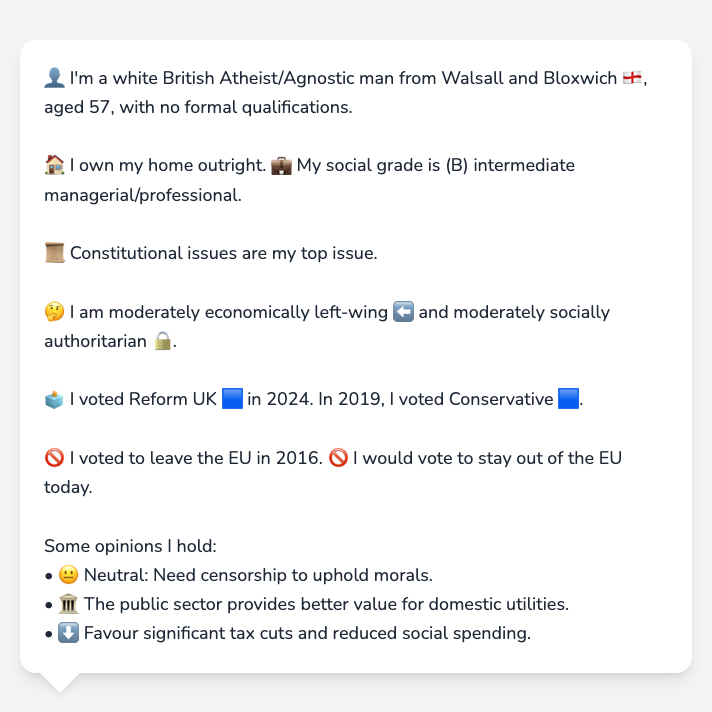 👤 I'm a white British Atheist/Agnostic man from Walsall and Bloxwich 🏴󠁧󠁢󠁥󠁮󠁧󠁿,
aged 57, with no formal qualifications.
🏠 I own my home outright. 💼 My social grade is (B) intermediate
managerial/professional.
📜 Constitutional issues are my top issue.
🤔 I am moderately economically left-wing ⬅️ and moderately socially
authoritarian 🔒.
🗳️ I voted Reform UK 🟦 in 2024. In 2019, I voted Conservative 🟦.
🚫 I voted to leave the EU in 2016. 🚫 I would vote to stay out of the EU
today.
Some opinions I hold:
• 😐 Neutral: Need censorship to uphold morals.
• 🏛️ The public sector provides better value for domestic utilities.
• ⬇️ Favour significant tax cuts and reduced social spending.